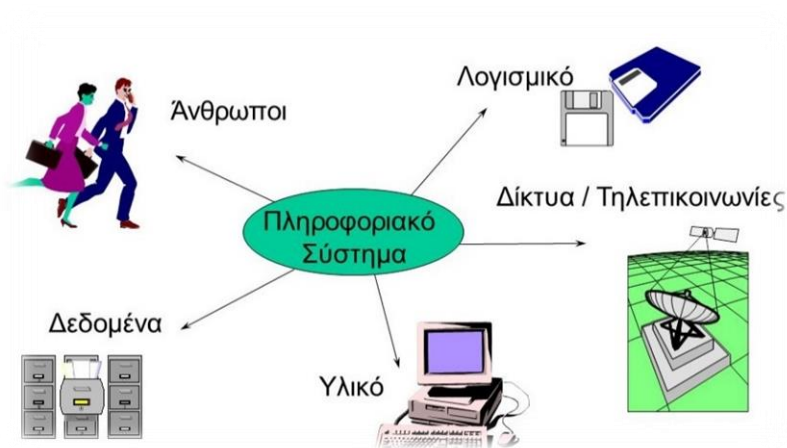 Λογισμικό
Άνθρωποι
Δίκτυα / Τηλεπικοινωνίες
Πληροφοριακό
Σύστημα
Δεδομένα
Υλικό